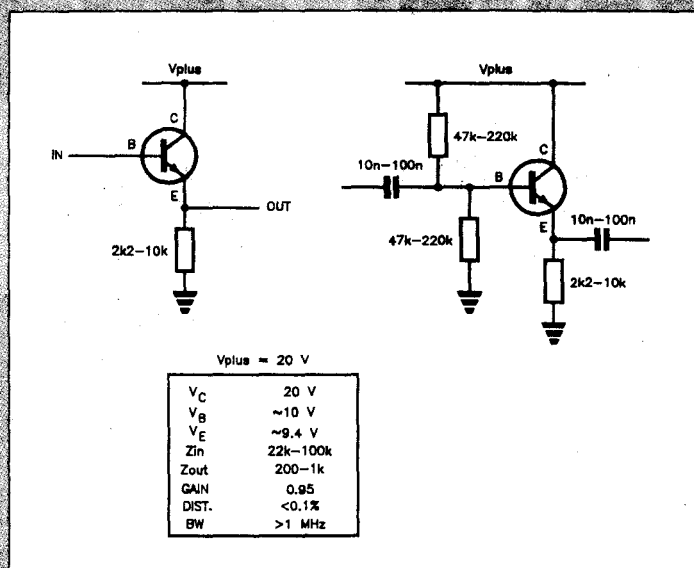 Vplus
C
B
IN
E
OUT
2k2–10k
Vplus
47k–220k
C
10n–100n
B
E
10n–100n
47k–220k
2k2–10k
Vplus = 20 V
VC 20 V
VB ~10 V
VE ~9.4 V
Zin 22k–100k
Zout 200–1k
GAIN 0.95
DIST. <0.1%
BW >1 MHz